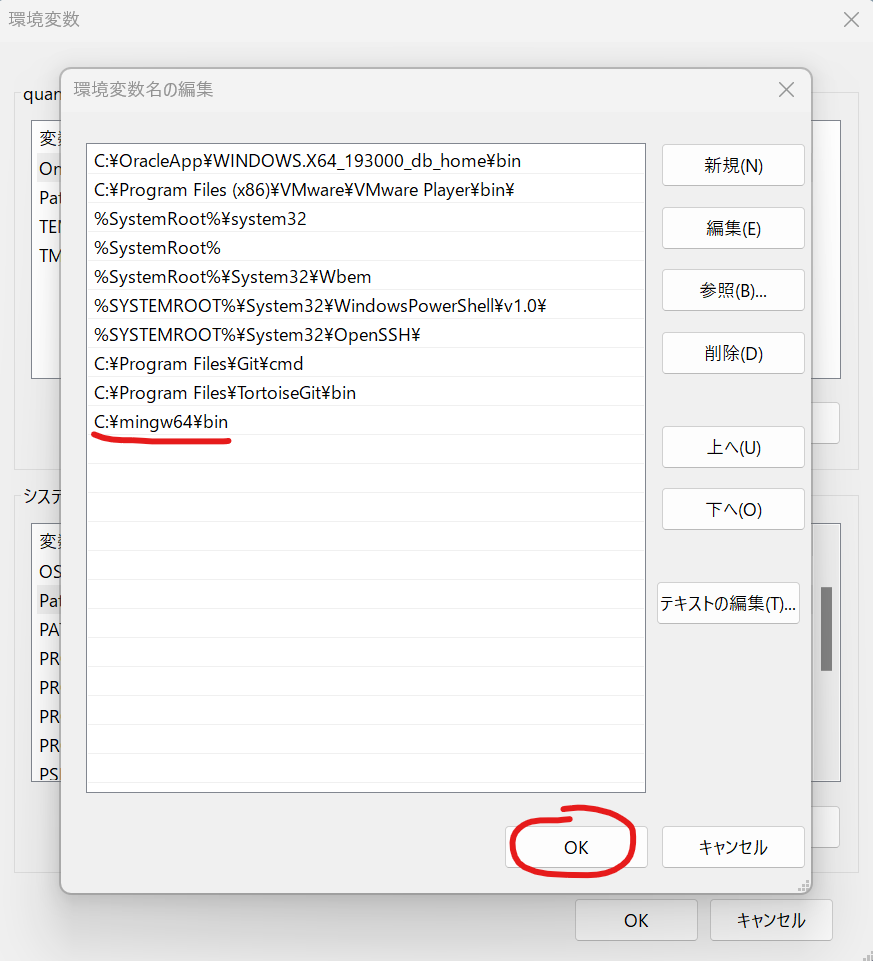 環境変数
quan
変
On
Pat
TEM
TM
環境変数名の編集
C:¥OracleApp¥WINDOWS.X64_193000_db_home¥bin
C:¥Program Files (x86)¥VMware¥VMware Player¥bin¥
%SystemRoot%¥system32
%SystemRoot%
%SystemRoot%¥System32¥Wbem
%SYSTEMROOT%¥System32¥WindowsPowerShell¥v1.0¥
%SYSTEMROOT%¥System32¥OpenSSH¥
C:¥Program Files¥Git¥cmd
C:¥Program Files¥TortoiseGit¥bin
C:¥mingw64¥bin
新規(N)
編集(E)
参照(B)...
削除(D)
上へ(U)
下へ(O)
テキストの編集(T)...
OK
キャンセル
システ
変
OS
Pat
PA
PR
PR
PR
PR
PS
OK
キャンセル